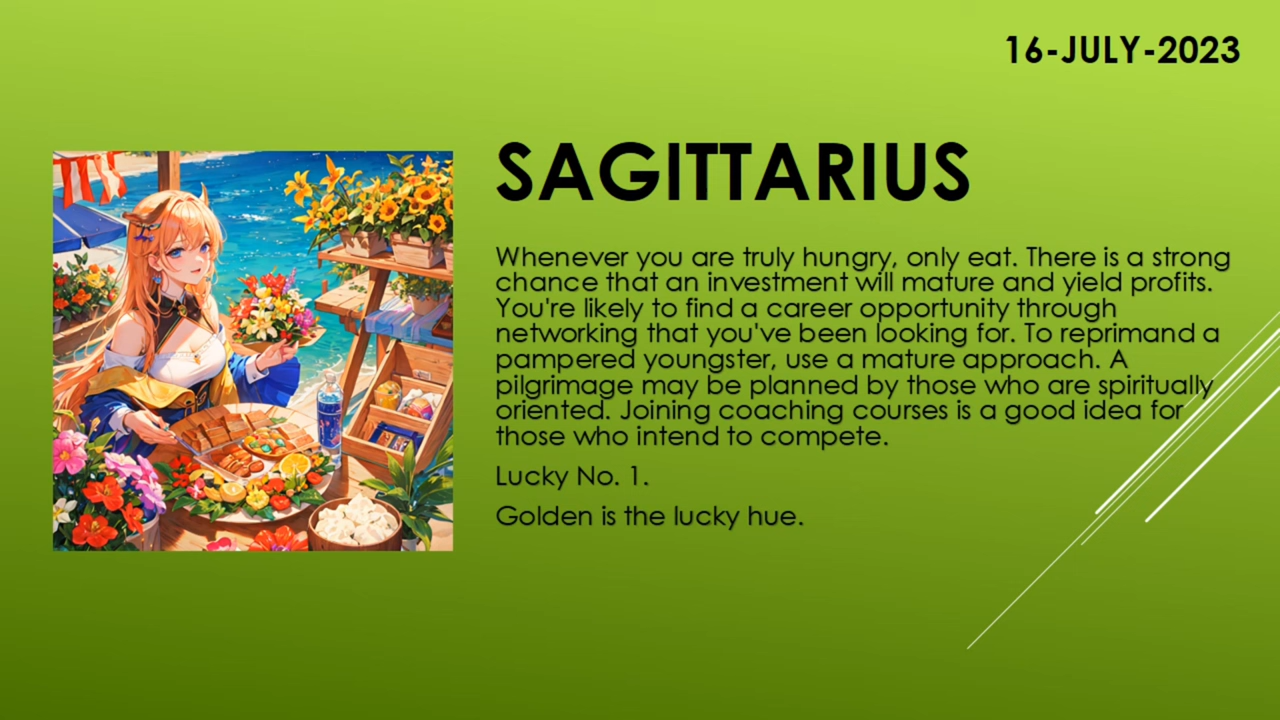 16-JULY-2023
SAGITTARIUS
Whenever you are truly hungry, only eat. There is a strong
chance that an investment will mature and yield profits.
You're likely to find a career opportunity through
networking that you've been looking for. To reprimand a
pampered youngster, use a mature approach. A
pilgrimage may be planned by those who are spiritually
oriented. Joining coaching courses is a good idea for
those who intend to compete.
Lucky No. 1.
Golden is the lucky hue.